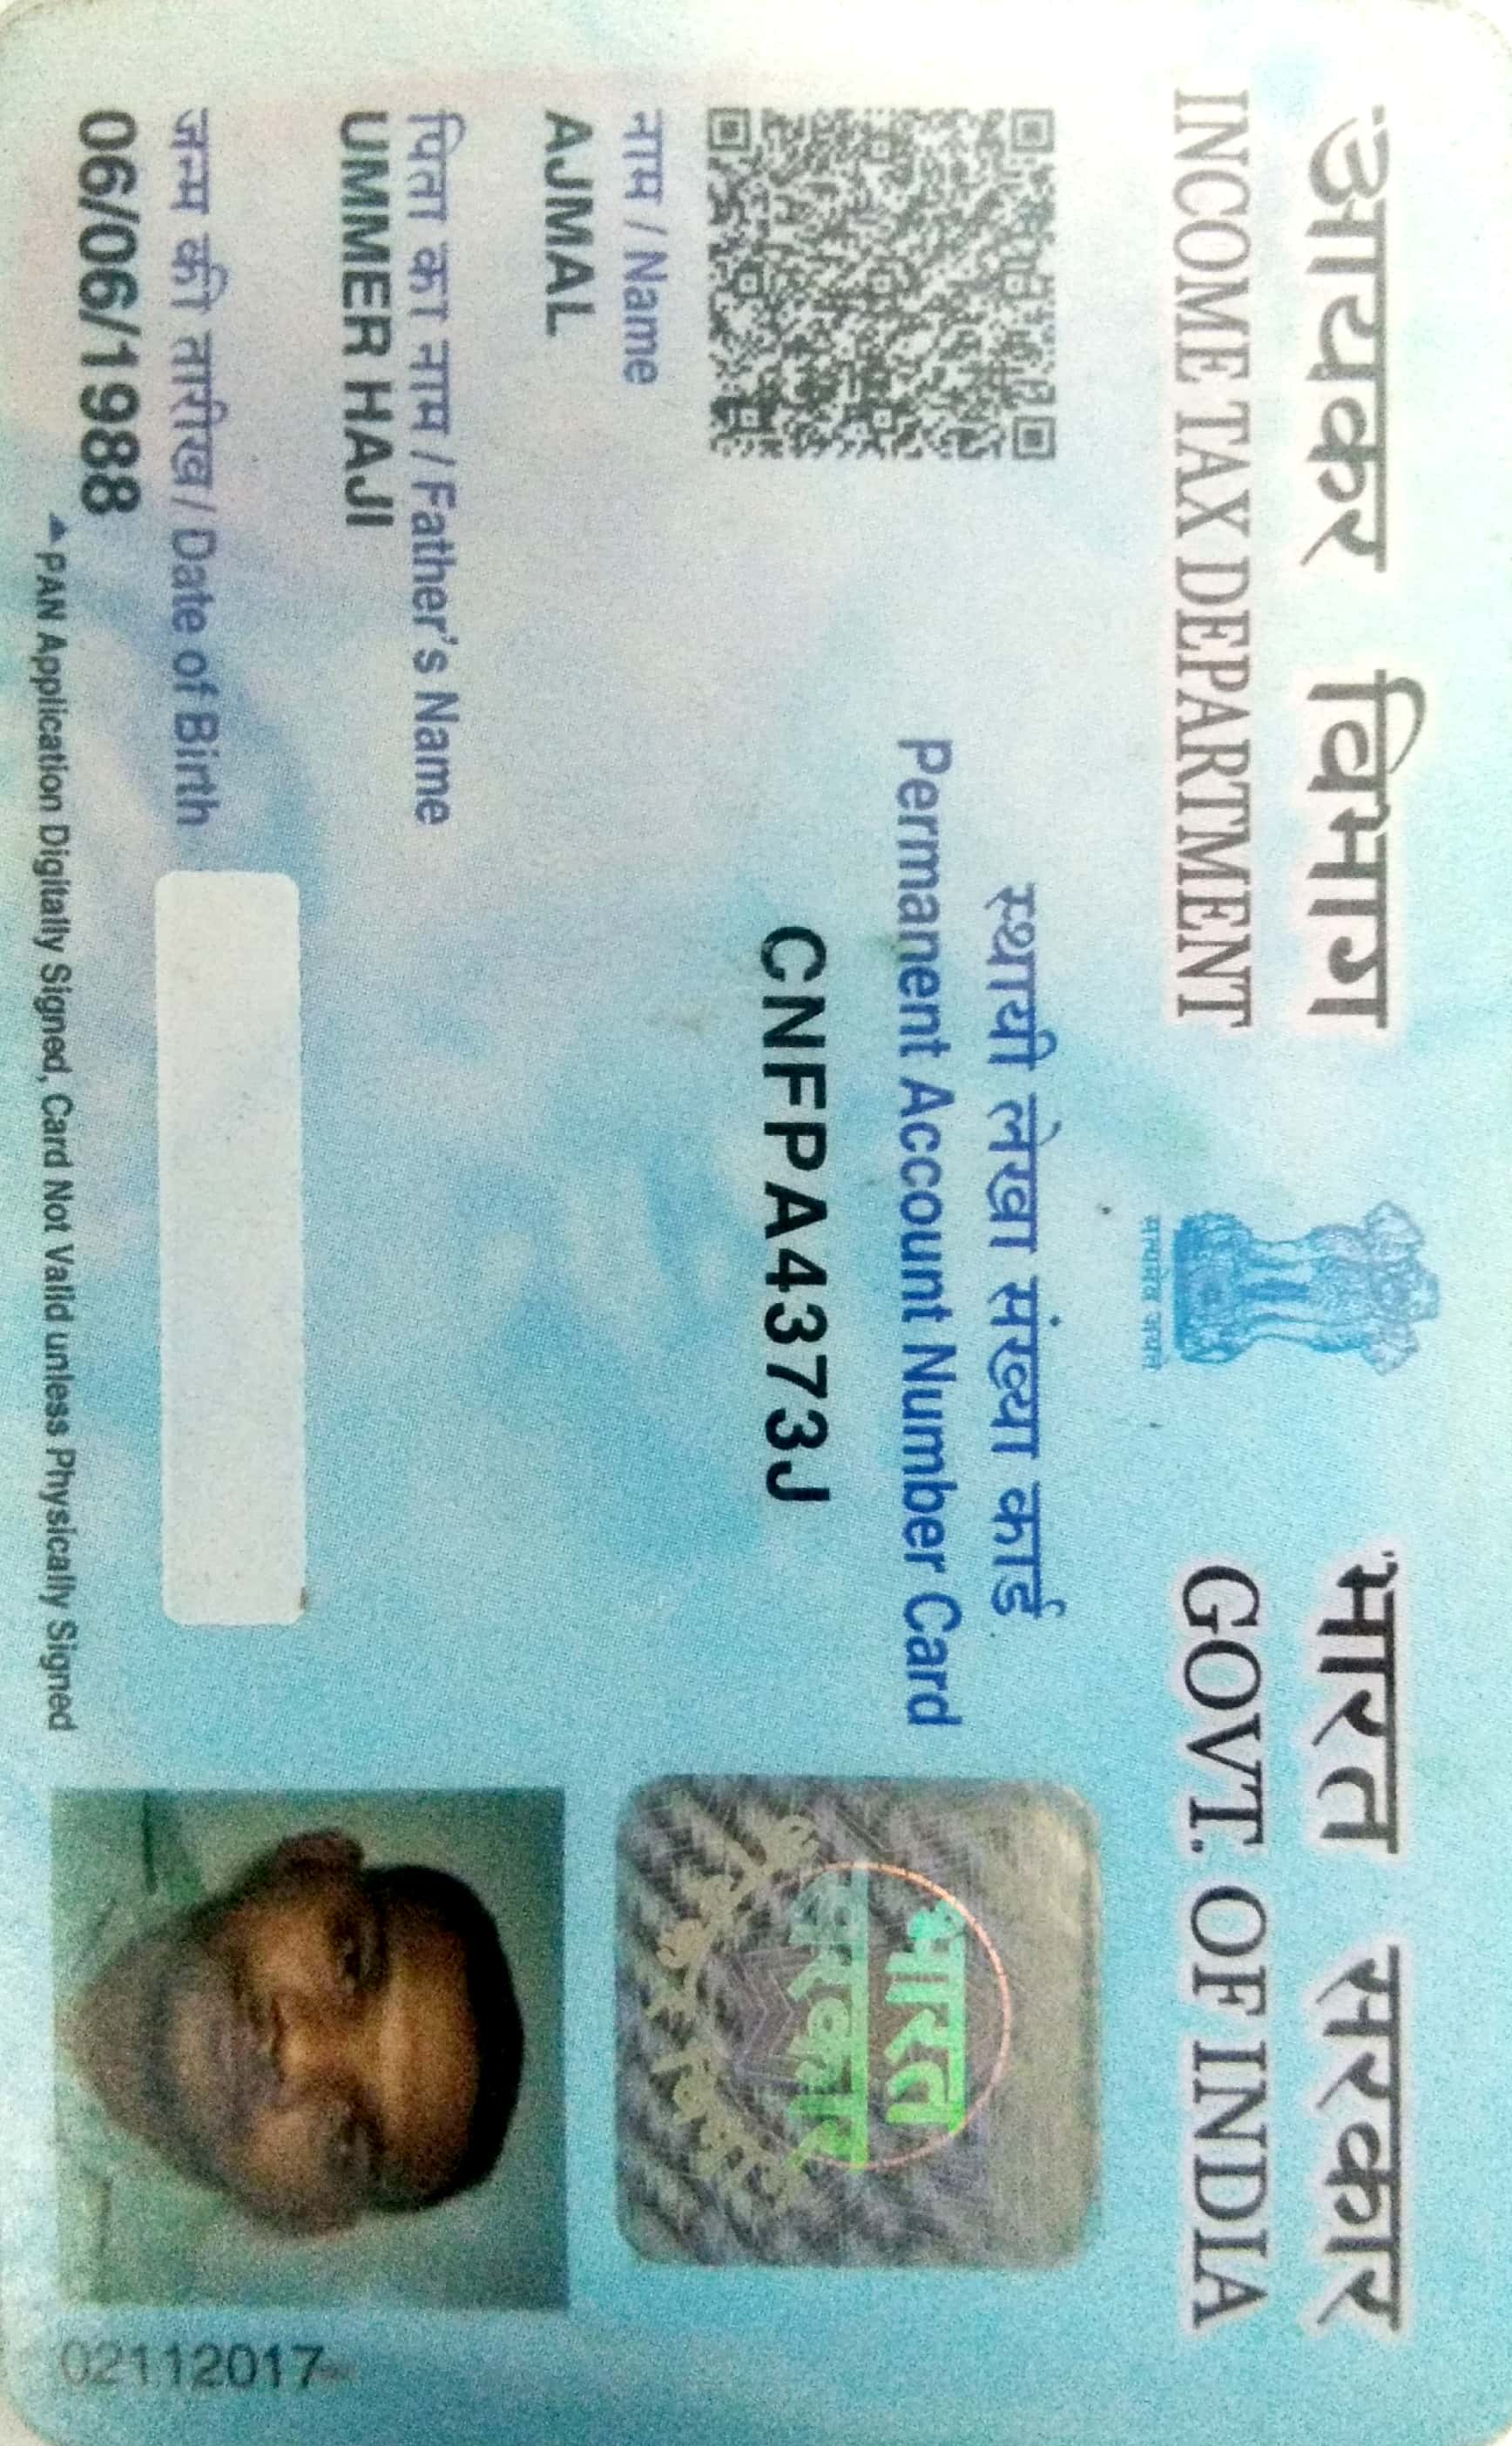 आयकर विभाग
INCOME TAX DEPARTMENT
सत्यमेव जयते
भारत सरकार
GOVT. OF INDIA
स्थायी लेखा संख्या कार्ड
Permanent Account Number Card
CNFPA4373J
नाम / Name
AJMAL
पिता का नाम / Father's Name
UMMER HAJI
जन्म की तारीख / Date of Birth
06/06/1988
PAN Application Digitally Signed, Card Not Valid unless Physically Signed
भारत
सरकार
आयकर विभाग
02112017